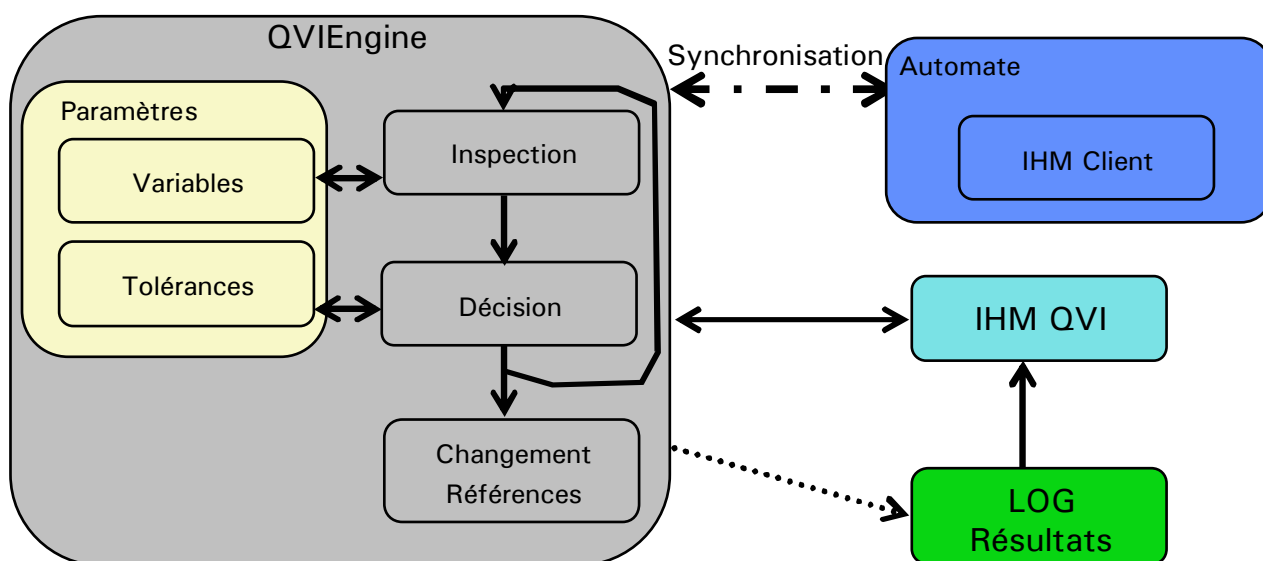 QVIEngine
Synchronisation
Automate
Paramètres
Inspection
IHM Client
Variables
Tolérances
Décision
IHM QVI
Changement
Références
LOG
Résultats